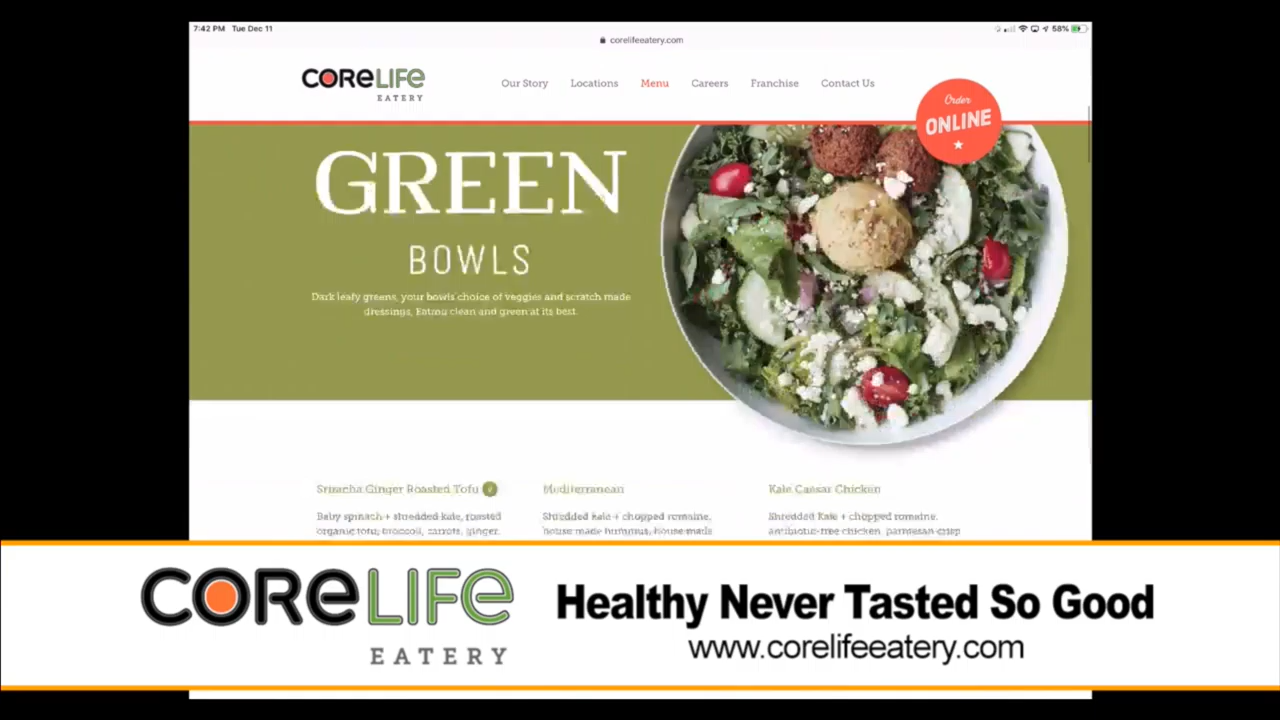 7:42 PM Tue Dec 11
58%
corelifeeatery.com
CORELIFE
EATERY
Our Story Locations Menu Careers Franchise Contact Us
Order
ONLINE
GREEN
BOWLS
Dark leafy greens, your bowls choice of veggies and scratch made
dressings, Eating clean and green at its best.
Sriracha Ginger Roasted Tofu Mediterranean Kale Caesar Chicken
Baby spinach + shredded kale, roasted Shredded kale + chopped romaine, Shredded Kale + chopped romaine,
organic tofu, broccoli, carrots, ginger, house made hummus, house made antibiotic-free chicken, parmesan crisp
CORELIFE
EATERY
Healthy Never Tasted So Good
www.corelifeeatery.com